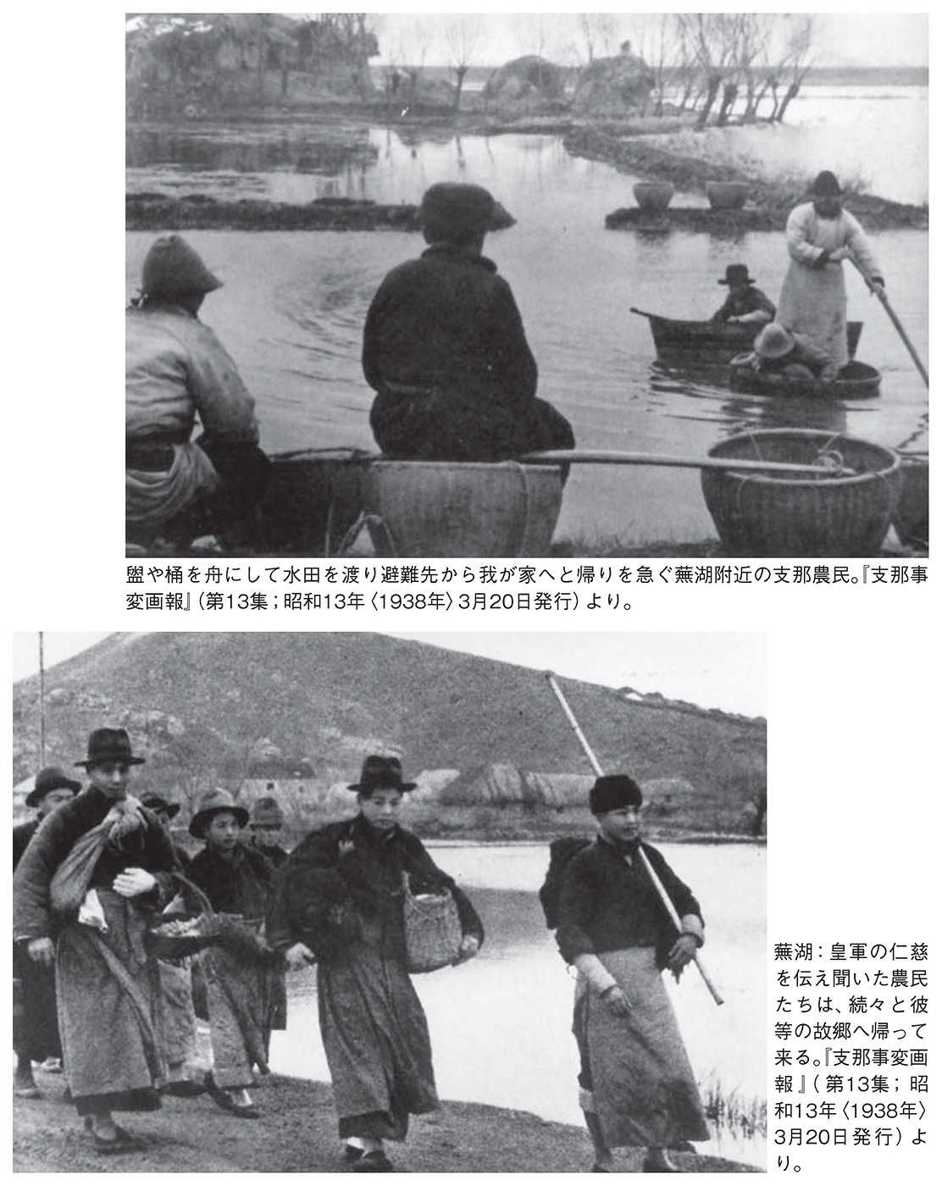 盥や桶を舟にして水田を渡り避難先から我が家へと帰りを急ぐ蕪湖附近の支那農民。『支那事
変画報』（第13集；昭和13年〈1938年〉3月20日発行）より。
蕪湖：皇軍の仁慈
を伝え聞いた農民
たちは、続々と彼
等の故郷へ帰って
来る。『支那事変画
報』（第13集；昭
和13年〈1938年〉
3月20日発行）よ
り。